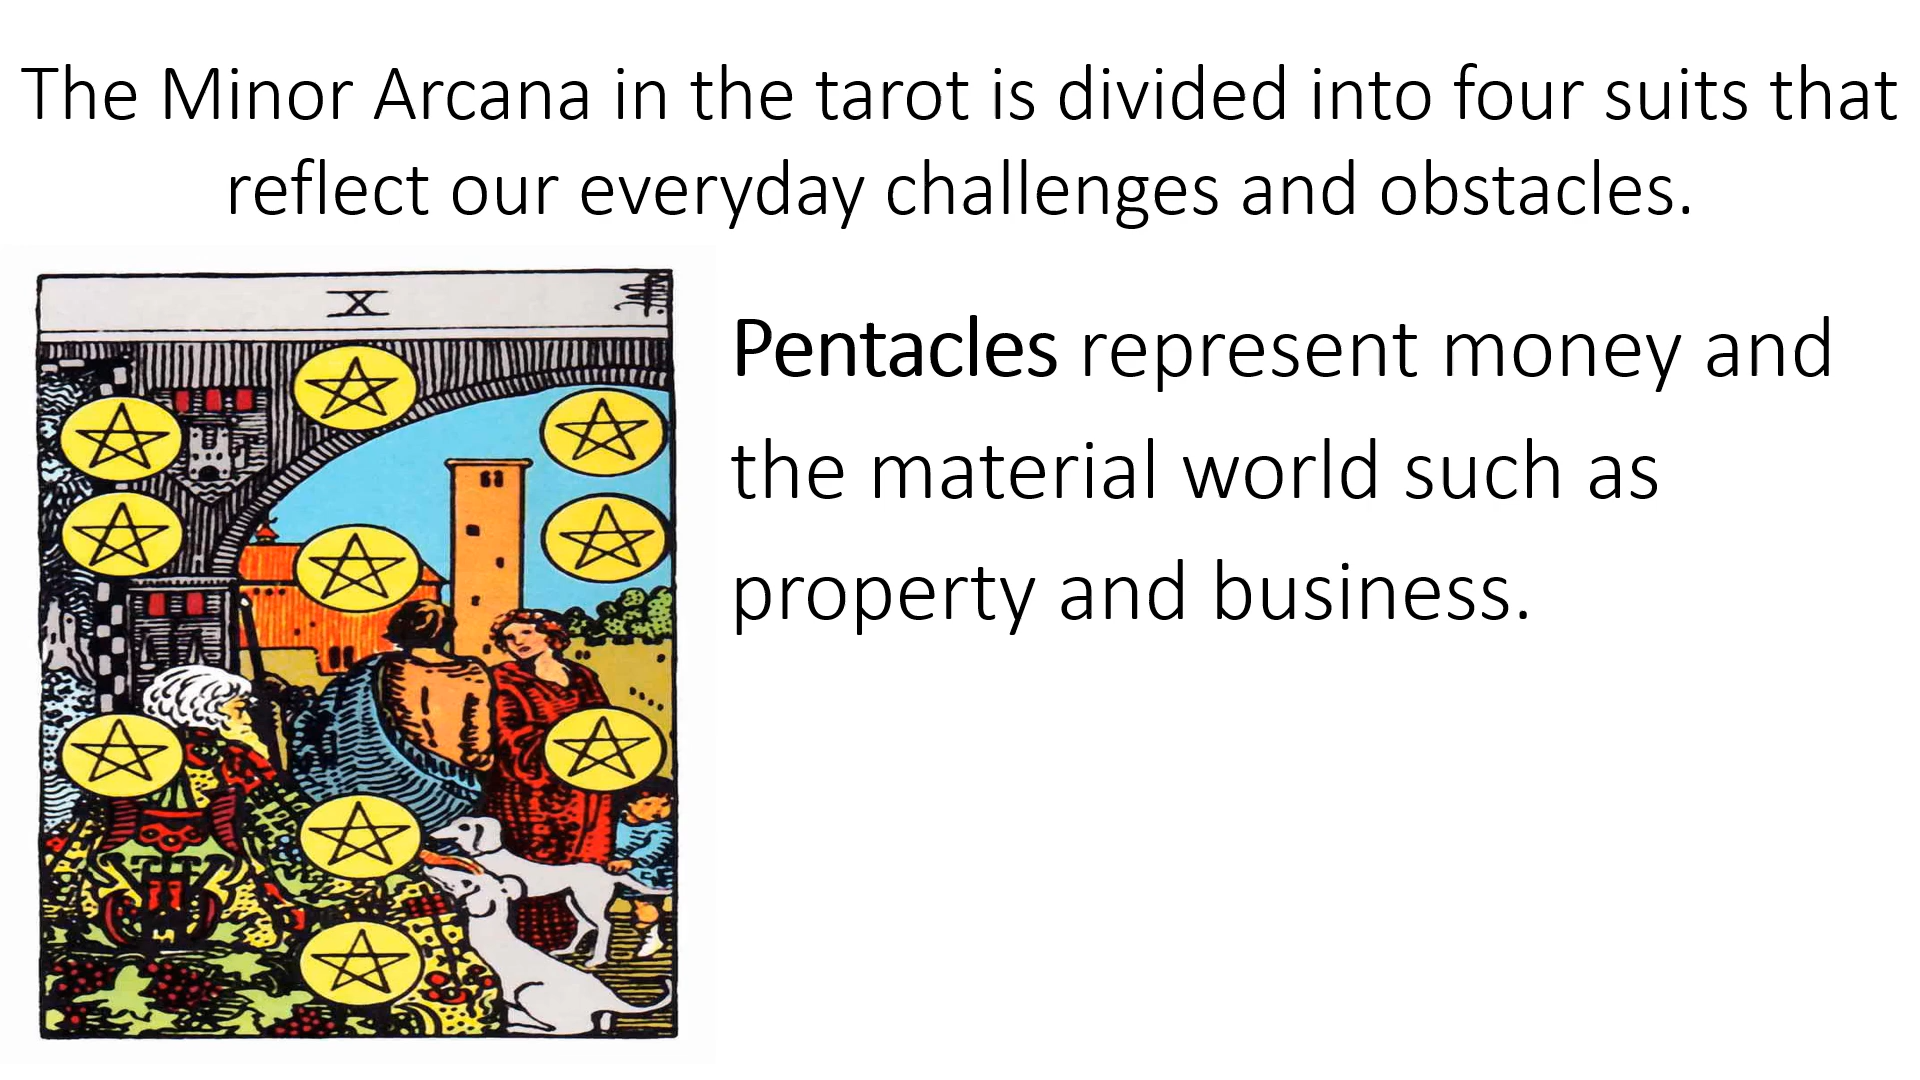 The Minor Arcana in the tarot is divided into four suits that
reflect our everyday challenges and obstacles.
X
Pentacles represent money and
the material world such as
property and business.